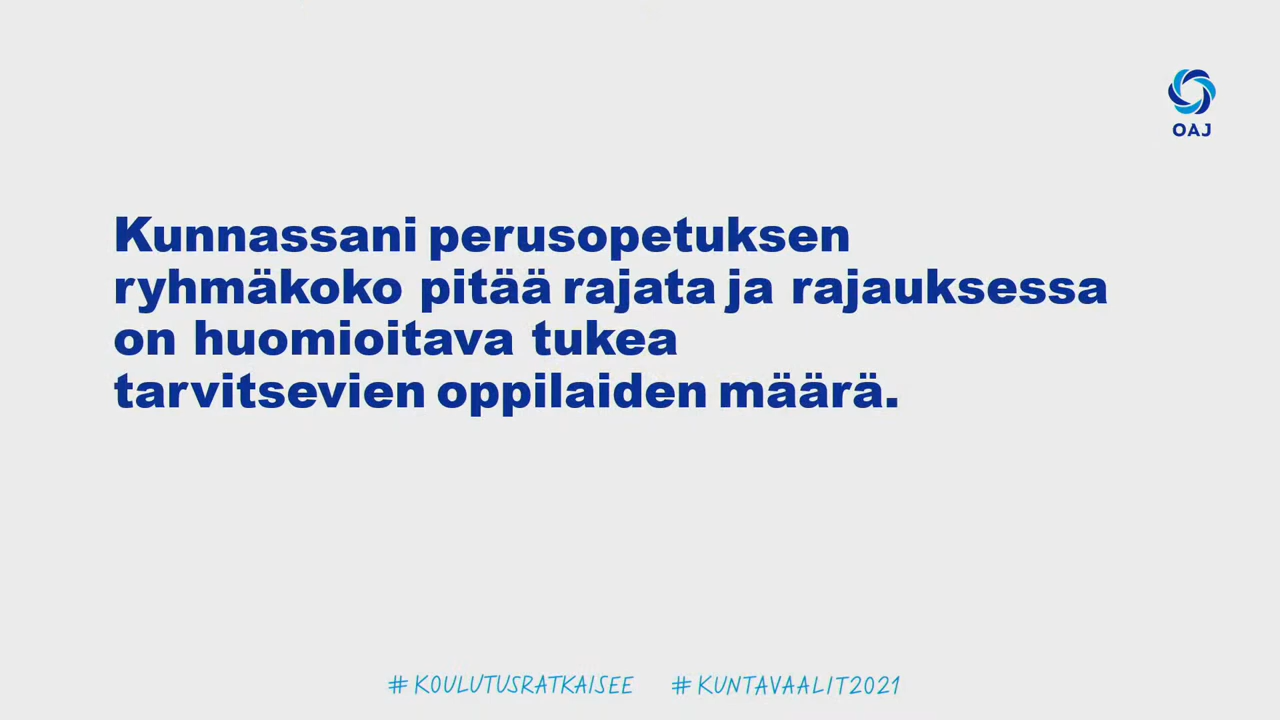 OAJ
Kunnassani perusopetuksen
ryhmäkoko pitää rajata ja rajauksessa
on huomioitava tukea
tarvitsevien oppilaiden määrä.
#KOULUTUSRATKAISEE #KUNTAVAALIT2021